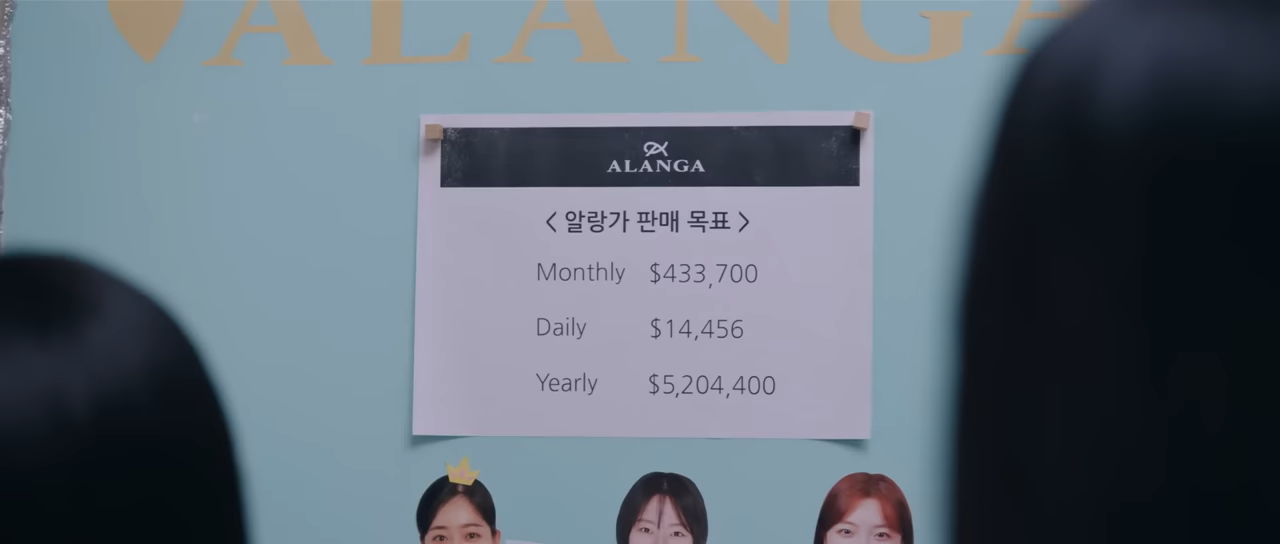 ALANGA
ALANGA
< 알랑가 판매 목표 >
Monthly $433,700
Daily $14,456
Yearly $5,204,400